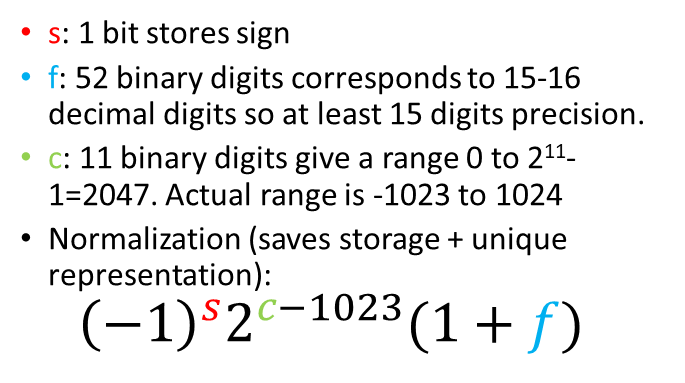 • s: 1 bit stores sign
• f: 52 binary digits corresponds to 15-16
decimal digits so at least 15 digits precision.
• c: 11 binary digits give a range 0 to 2¹¹-
1=2047. Actual range is -1023 to 1024
• Normalization (saves storage + unique
representation):
(−1)^s 2^{c−1023}(1 + f)